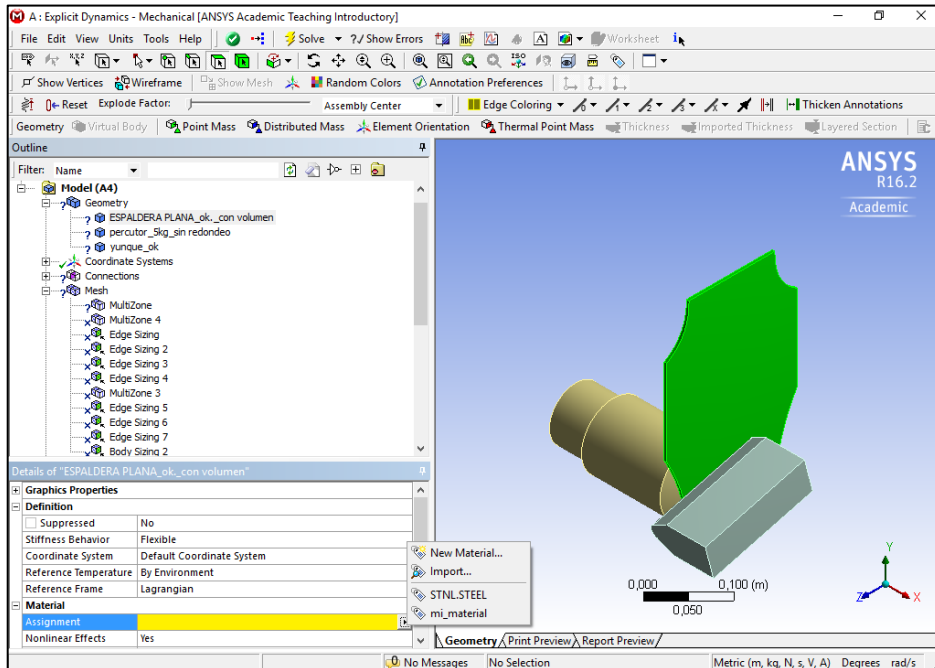 A : Explicit Dynamics - Mechanical [ANSYS Academic Teaching Introductory]
File Edit View Units Tools Help Solve ?/ Show Errors Worksheet
Show Vertices Wireframe Show Mesh Random Colors Annotation Preferences
Reset Explode Factor: Assembly Center Edge Coloring Thicken Annotations
Geometry Virtual Body Point Mass Distributed Mass Element Orientation Thermal Point Mass Thickness Imported Thickness Layered Section
Outline
Filter: Name
Model (A4)
Geometry
ESPALDERA PLANA_ok._con volumen
percutor_5kg_sin redondeo
yunque_ok
Coordinate Systems
Connections
Mesh
MultiZone
MultiZone 4
Edge Sizing
Edge Sizing 2
Edge Sizing 3
Edge Sizing 4
MultiZone 3
Edge Sizing 5
Edge Sizing 6
Edge Sizing 7
Body Sizing 2
Details of "ESPALDERA PLANA_ok._con volumen"
Graphics Properties
Definition
Suppressed No
Stiffness Behavior Flexible
Coordinate System Default Coordinate System
Reference Temperature By Environment
Reference Frame Lagrangian
Material
Assignment
Nonlinear Effects Yes
New Material...
Import...
STNL.STEEL
mi_material
ANSYS
R16.2
Academic
0,000 0,100 (m)
0,050
Y
Z X
Geometry Print Preview Report Preview
No Messages No Selection Metric (m, kg, N, s, V, A) Degrees rad/s